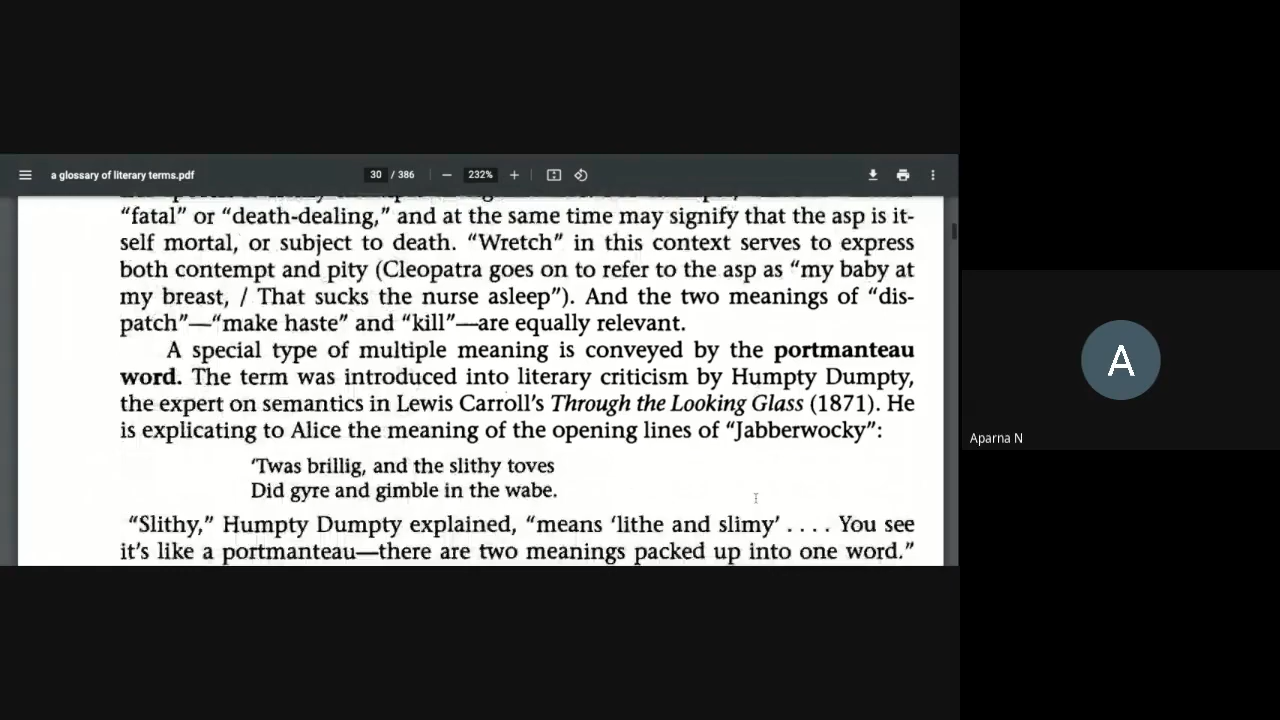 a glossary of literary terms.pdf
30 / 386
232%
“fatal” or “death-dealing,” and at the same time may signify that the asp is it-
self mortal, or subject to death. “Wretch” in this context serves to express
both contempt and pity (Cleopatra goes on to refer to the asp as “my baby at
my breast, / That sucks the nurse asleep”). And the two meanings of “dis-
patch”—“make haste” and “kill”—are equally relevant.
A special type of multiple meaning is conveyed by the portmanteau
word. The term was introduced into literary criticism by Humpty Dumpty,
the expert on semantics in Lewis Carroll’s Through the Looking Glass (1871). He
is explicating to Alice the meaning of the opening lines of “Jabberwocky”:
‘Twas brillig, and the slithy toves
Did gyre and gimble in the wabe.
“Slithy,” Humpty Dumpty explained, “means ‘lithe and slimy’ . . . . You see
it’s like a portmanteau—there are two meanings packed up into one word.”
A
Aparna N